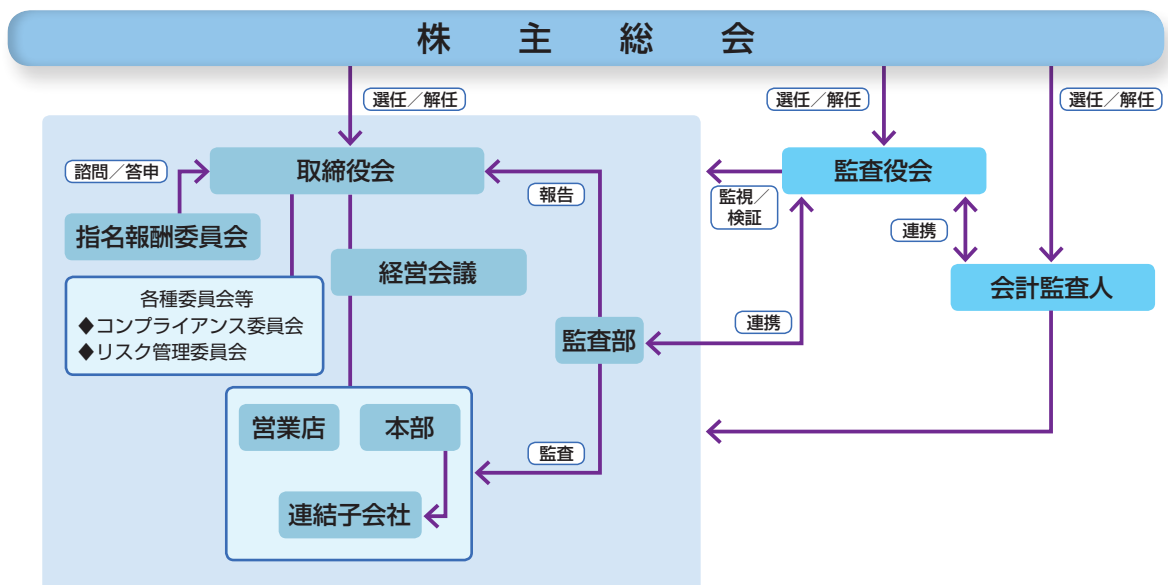 株主総会
選任／解任
選任／解任
選任／解任
諮問／答申
取締役会
報告
監視／
検証
監査役会
指名報酬委員会
連携
経営会議
会計監査人
各種委員会等
◆コンプライアンス委員会
◆リスク管理委員会
監査部
連携
営業店
本部
監査
連結子会社